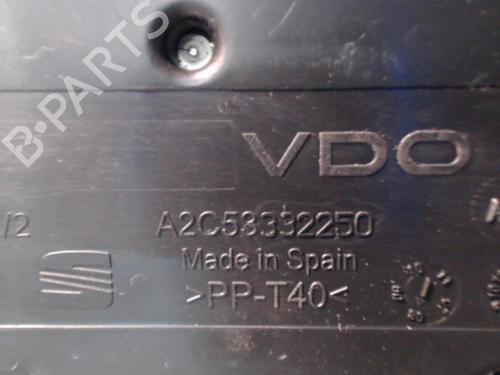 B-PARTS
VDO
/2 A2C53332250
Made in Spain
>PP-T40<